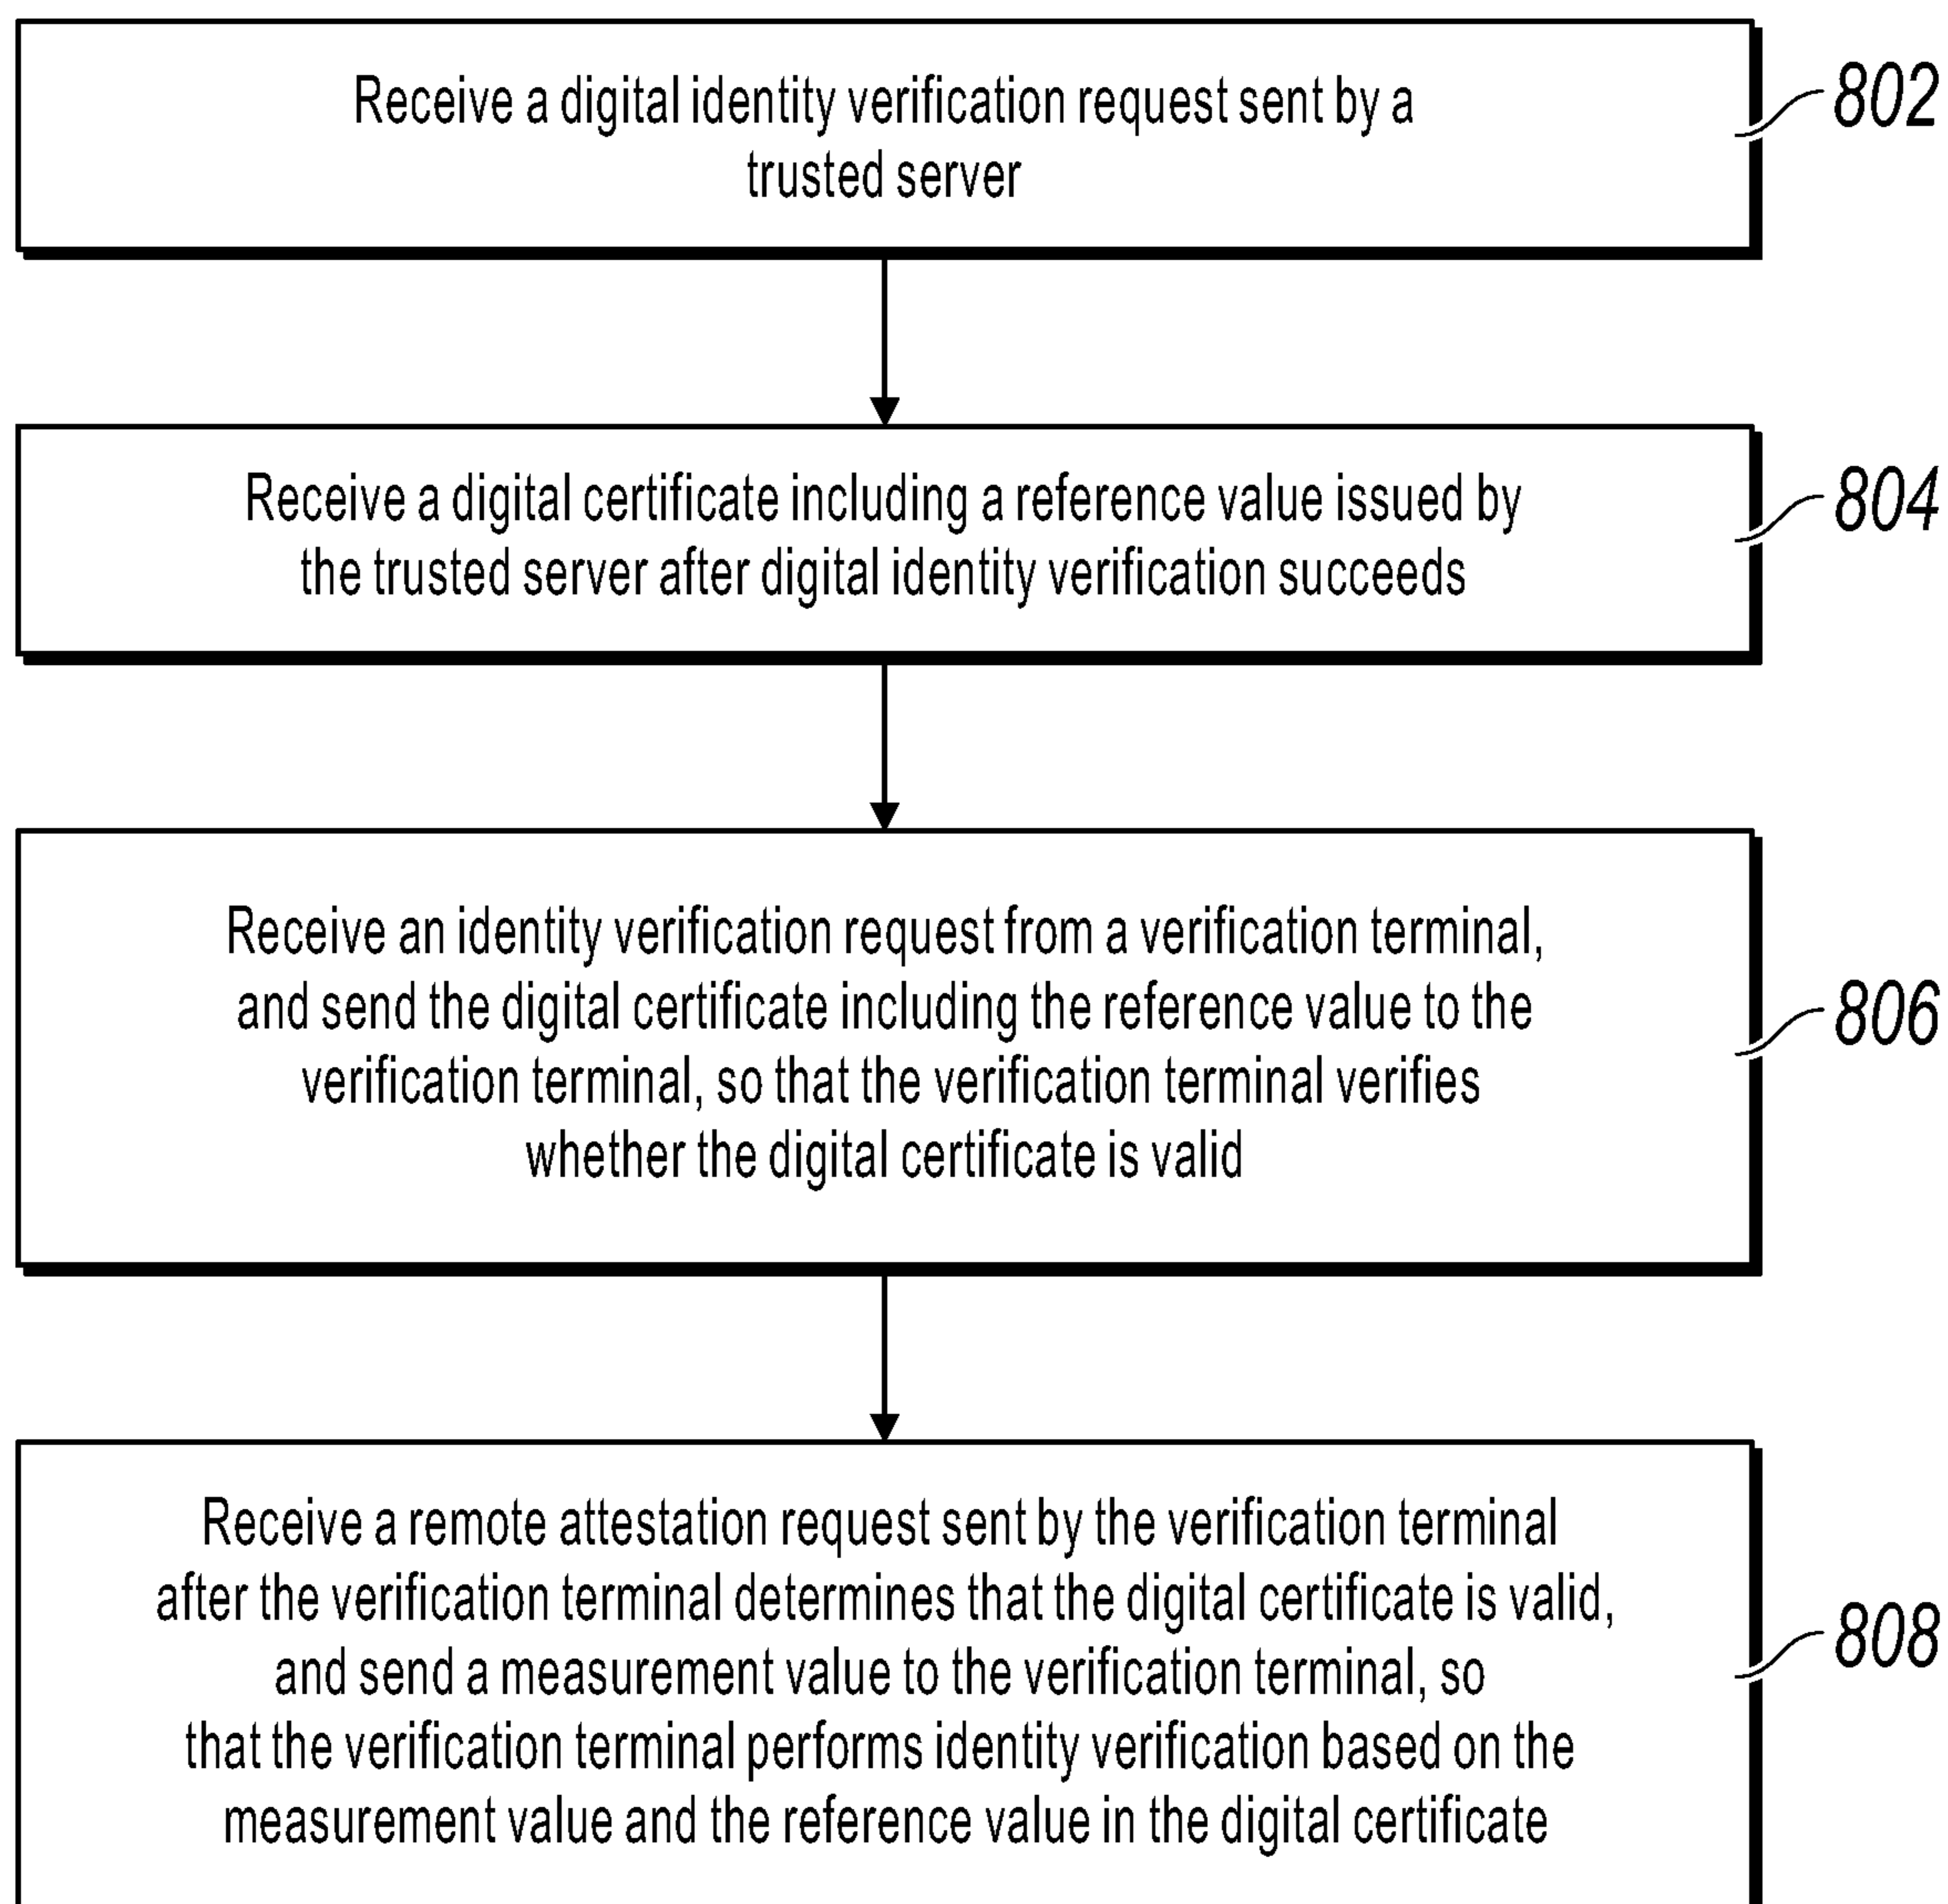 Receive a digital identity verification request sent by a
trusted server
802
Receive a digital certificate including a reference value issued by
the trusted server after digital identity verification succeeds
804
Receive an identity verification request from a verification terminal,
and send the digital certificate including the reference value to the
verification terminal, so that the verification terminal verifies
whether the digital certificate is valid
806
Receive a remote attestation request sent by the verification terminal
after the verification terminal determines that the digital certificate is valid,
and send a measurement value to the verification terminal, so
that the verification terminal performs identity verification based on the
measurement value and the reference value in the digital certificate
808